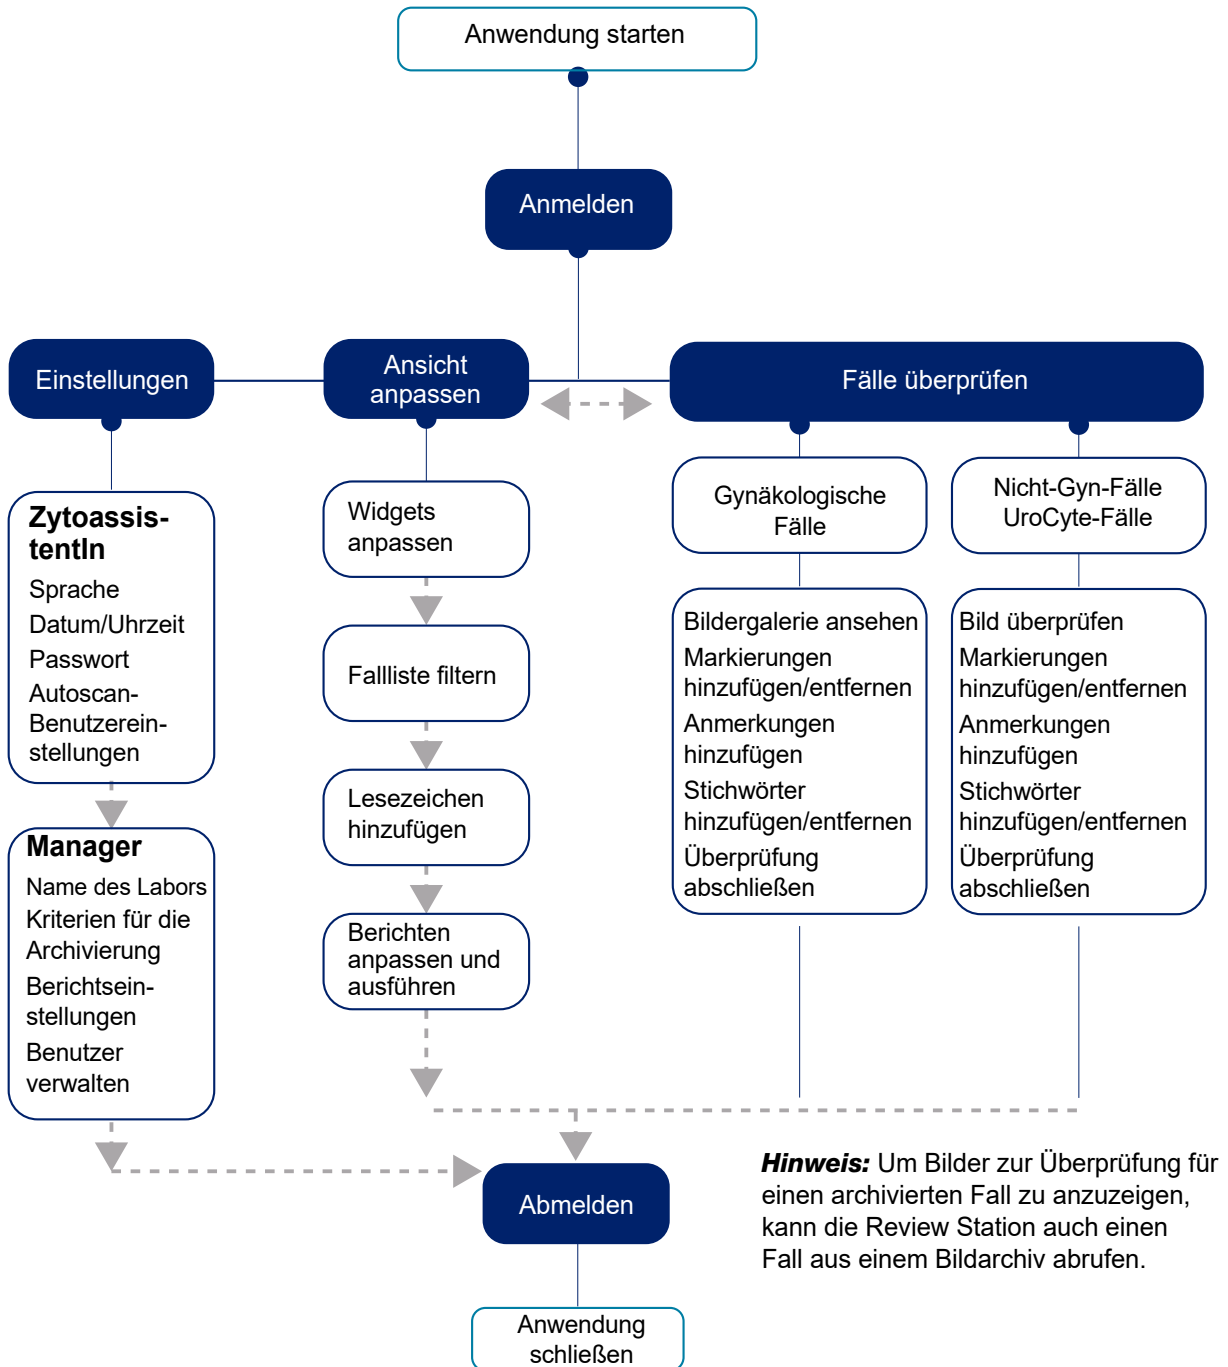 Anwendung starten
Anmelden
Einstellungen
Ansicht
anpassen
Fälle überprüfen
Zytoassis-
tentIn
Sprache
Datum/Uhrzeit
Passwort
Autoscan-
Benutzerein-
stellungen
Manager
Name des Labors
Kriterien für die
Archivierung
Berichtsein-
stellungen
Benutzer
verwalten
Widgets
anpassen
Fallliste filtern
Lesezeichen
hinzufügen
Berichten
anpassen und
ausführen
Gynäkologische
Fälle
Bildergalerie ansehen
Markierungen
hinzufügen/entfernen
Anmerkungen
hinzufügen
Stichwörter
hinzufügen/entfernen
Überprüfung
abschließen
Nicht-Gyn-Fälle
UroCyte-Fälle
Bild überprüfen
Markierungen
hinzufügen/entfernen
Anmerkungen
hinzufügen
Stichwörter
hinzufügen/entfernen
Überprüfung
abschließen
Abmelden
Hinweis: Um Bilder zur Überprüfung für
einen archivierten Fall zu anzuzeigen,
kann die Review Station auch einen
Fall aus einem Bildarchiv abrufen.
Anwendung
schließen